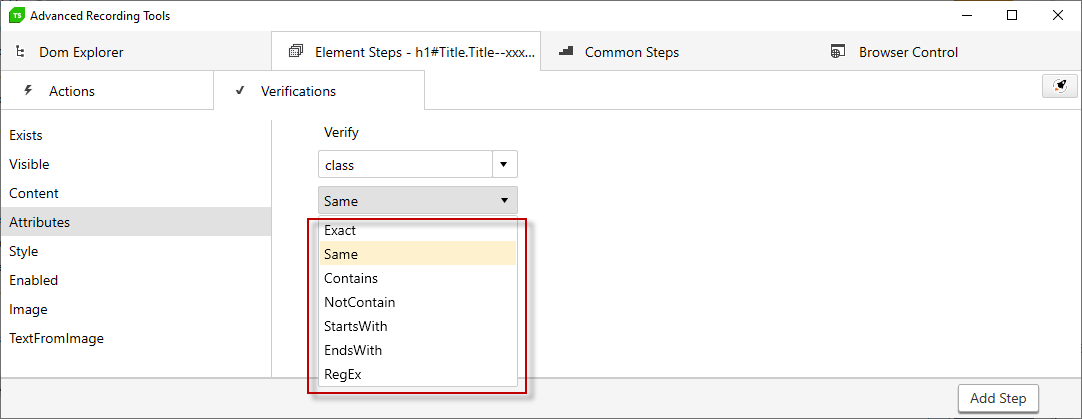 TS Advanced Recording Tools
Dom Explorer
Element Steps - h1#Title.Title--xxx...
Common Steps
Browser Control
Actions
Verifications
Exists
Visible
Content
Attributes
Style
Enabled
Image
TextFromImage
Verify
class
Same
Exact
Same
Contains
NotContain
StartsWith
EndsWith
RegEx
Add Step